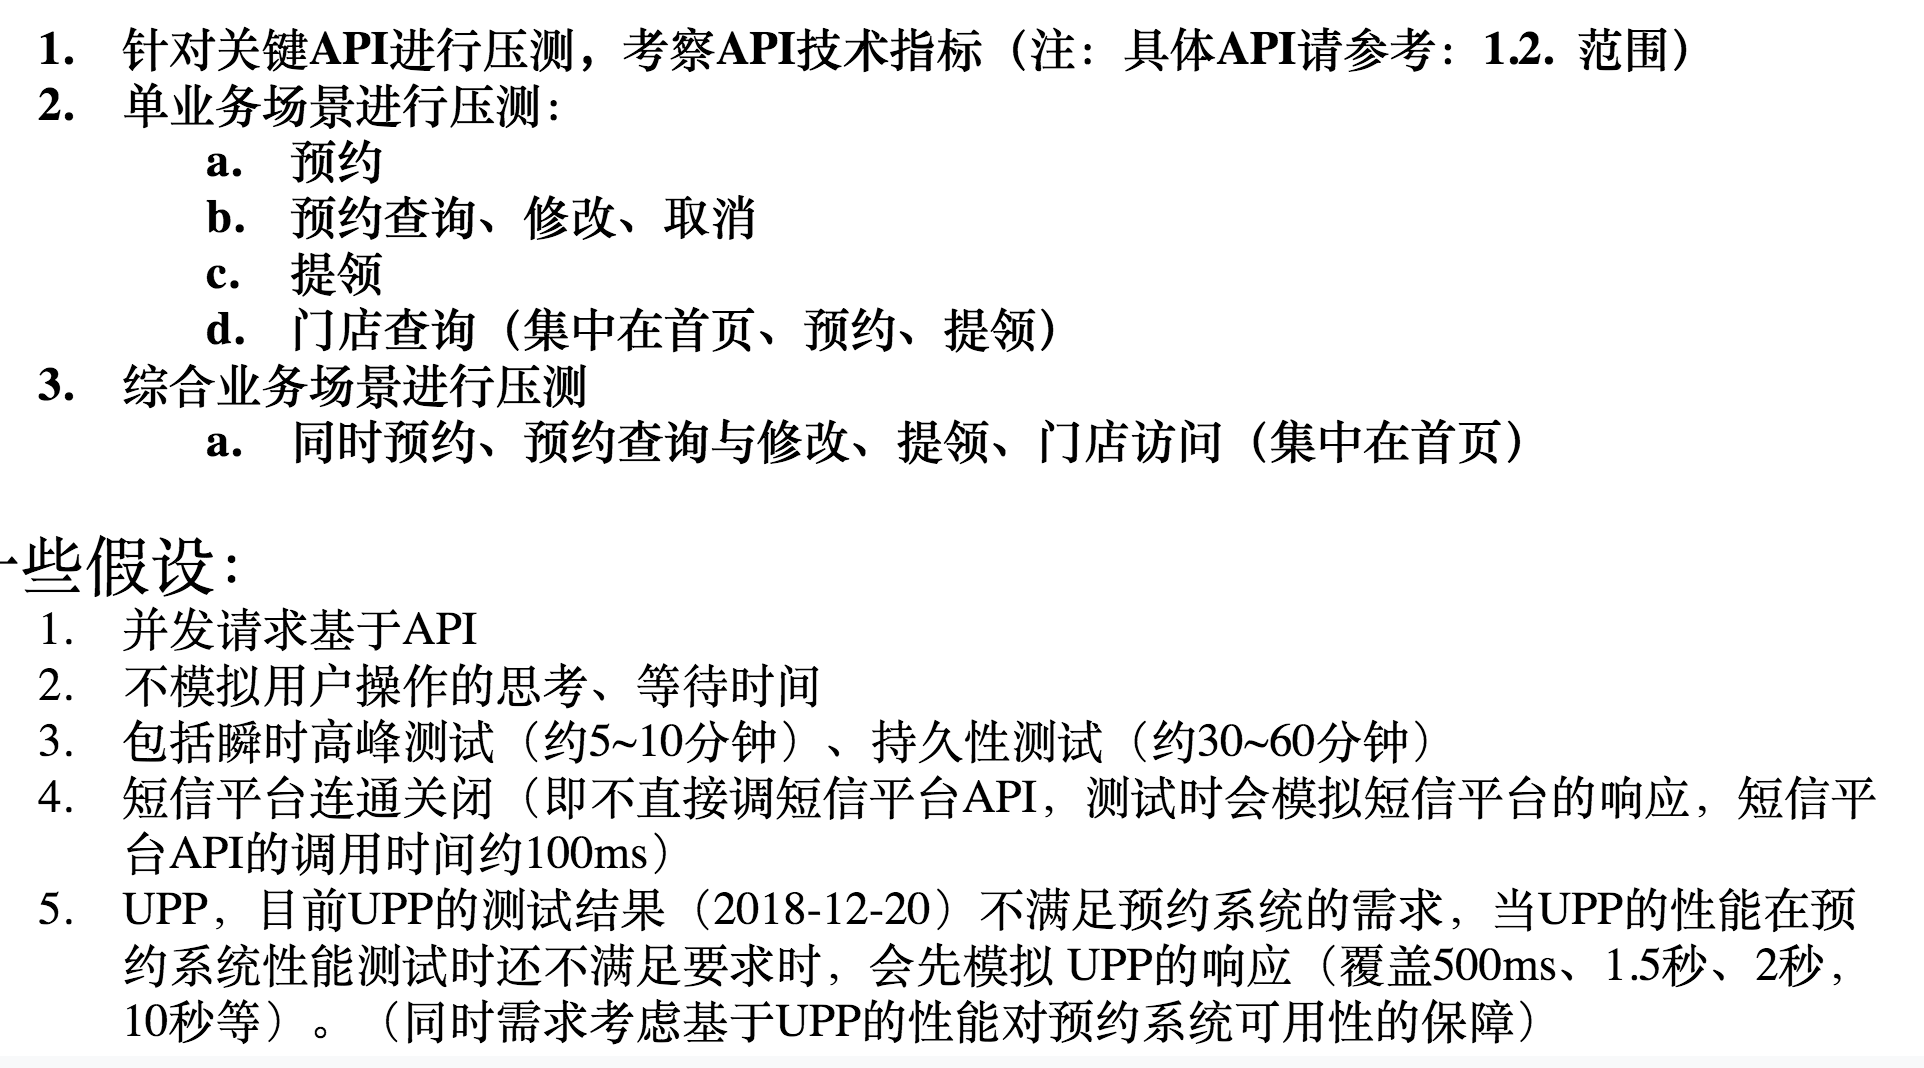 1. 针对关键API进行压测，考察API技术指标（注：具体API请参考：1.2. 范围）
2. 单业务场景进行压测：
a. 预约
b. 预约查询、修改、取消
c. 提领
d. 门店查询（集中在首页、预约、提领）
3. 综合业务场景进行压测
a. 同时预约、预约查询与修改、提领、门店访问（集中在首页）
一些假设：
1. 并发请求基于API
2. 不模拟用户操作的思考、等待时间
3. 包括瞬时高峰测试（约5~10分钟）、持久性测试（约30~60分钟）
4. 短信平台连通关闭（即不直接调短信平台API，测试时会模拟短信平台的响应，短信平
台API的调用时间约100ms）
5. UPP，目前UPP的测试结果（2018-12-20）不满足预约系统的需求，当UPP的性能在预
约系统性能测试时还不满足要求时，会先模拟 UPP的响应（覆盖500ms、1.5秒、2秒，
10秒等）。（同时需求考虑基于UPP的性能对预约系统可用性的保障）